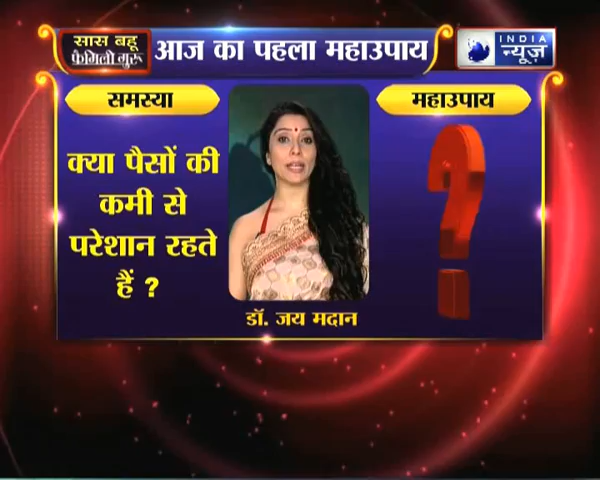 सास बहू
फैमिली गुरू
आज का पहला महाउपाय
INDIA
न्यूज़
समस्या
महाउपाय
क्या पैसों की
कमी से
परेशान रहते
हैं ?
?
डॉ. जय मदान